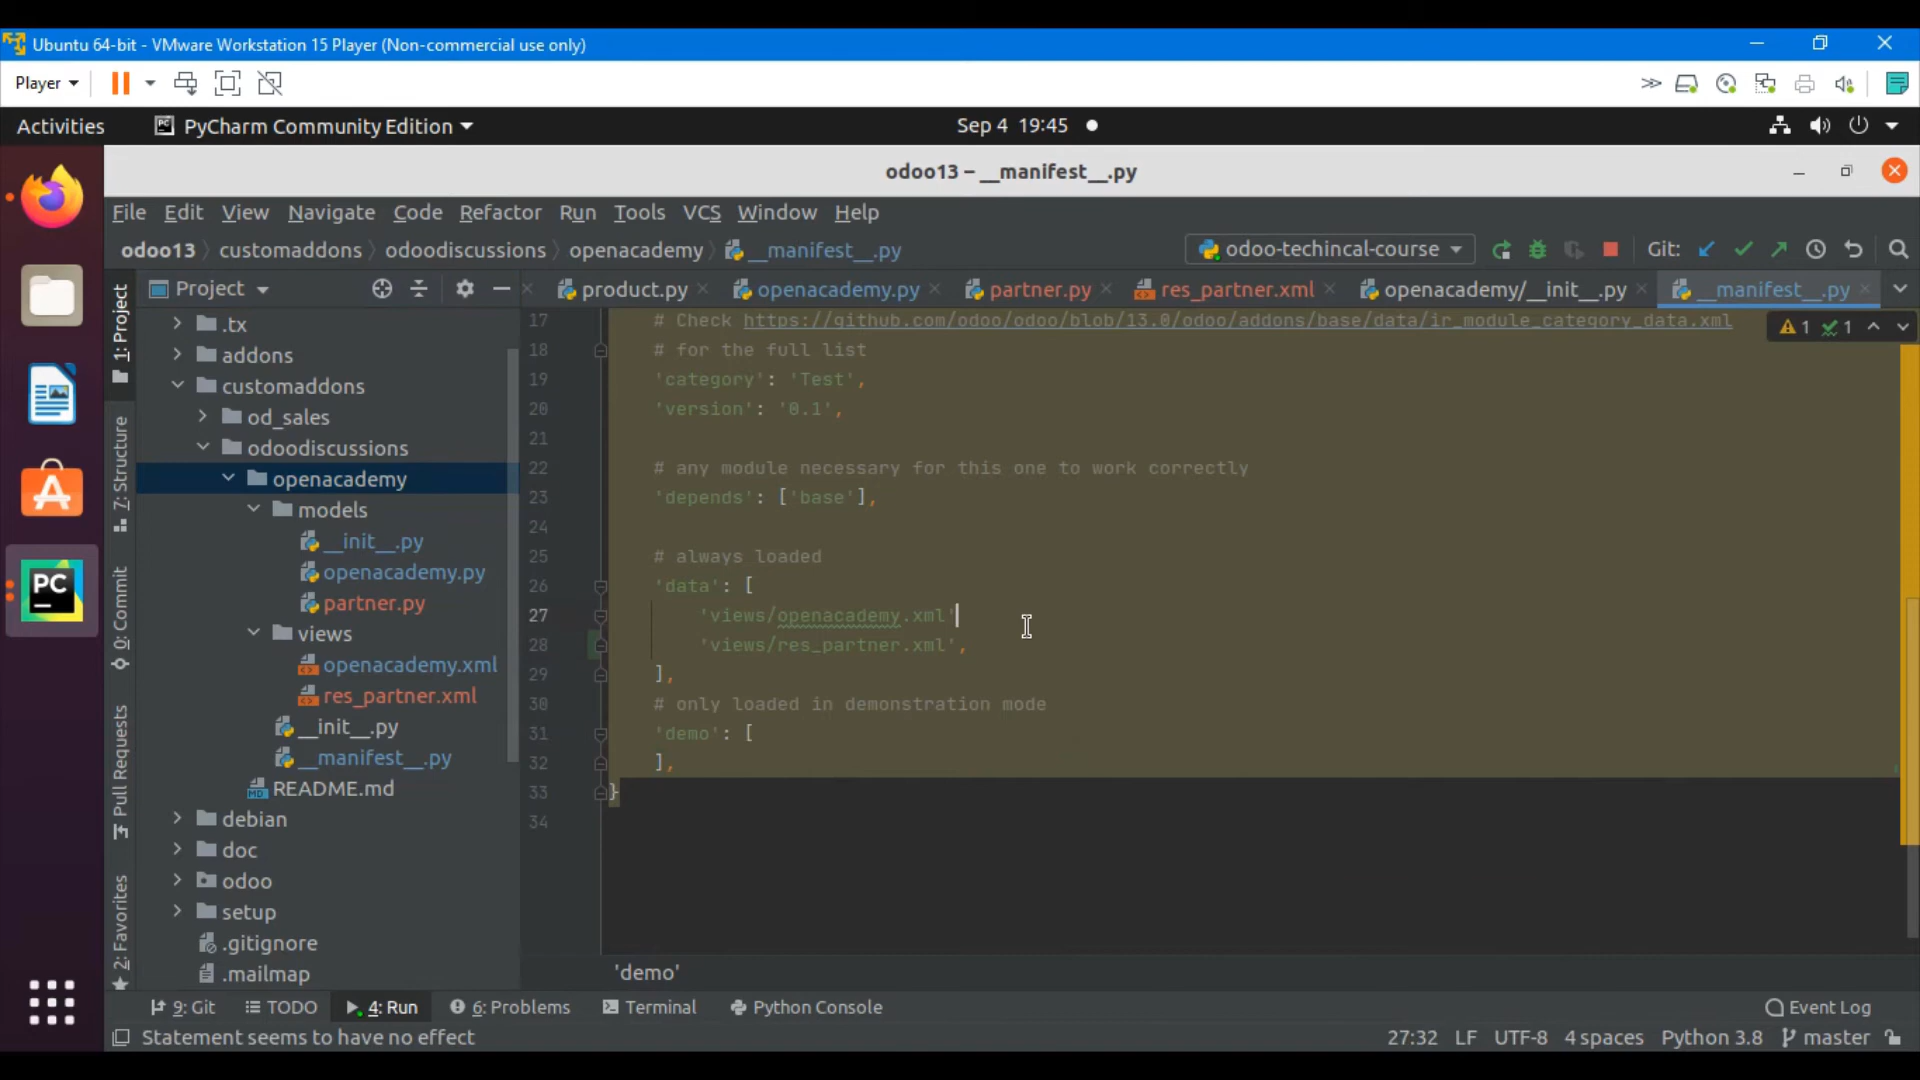 Ubuntu 64-bit - VMware Workstation 15 Player (Non-commercial use only)
Player
Activities
PyCharm Community Edition
Sep 4 19:45
odoo13 – __manifest__.py
File Edit View Navigate Code Refactor Run Tools VCS Window Help
odoo13 customaddons odoodiscussions openacademy __manifest__.py
odoo-techincal-course
Git:
1: Project
7: Structure
0: Commit
Pull Requests
2: Favorites
Project
product.py openacademy.py partner.py res_partner.xml openacademy/__init__.py __manifest__.py
.tx
addons
customaddons
od_sales
odoodiscussions
openacademy
models
__init__.py
openacademy.py
partner.py
views
openacademy.xml
res_partner.xml
__init__.py
__manifest__.py
README.md
debian
doc
odoo
setup
.gitignore
.mailmap
1 1
17 # Check https://github.com/odoo/odoo/blob/13.0/odoo/addons/base/data/ir_module_category_data.xml
18 # for the full list
19 'category': 'Test',
20 'version': '0.1',
21
22 # any module necessary for this one to work correctly
23 'depends': ['base'],
24
25 # always loaded
26 'data': [
27 'views/openacademy.xml'
28 'views/res_partner.xml',
29 ],
30 # only loaded in demonstration mode
31 'demo': [
32 ],
33 }
34
'demo'
9: Git TODO 4: Run 6: Problems Terminal Python Console Event Log
Statement seems to have no effect
27:32 LF UTF-8 4 spaces Python 3.8 master
PC